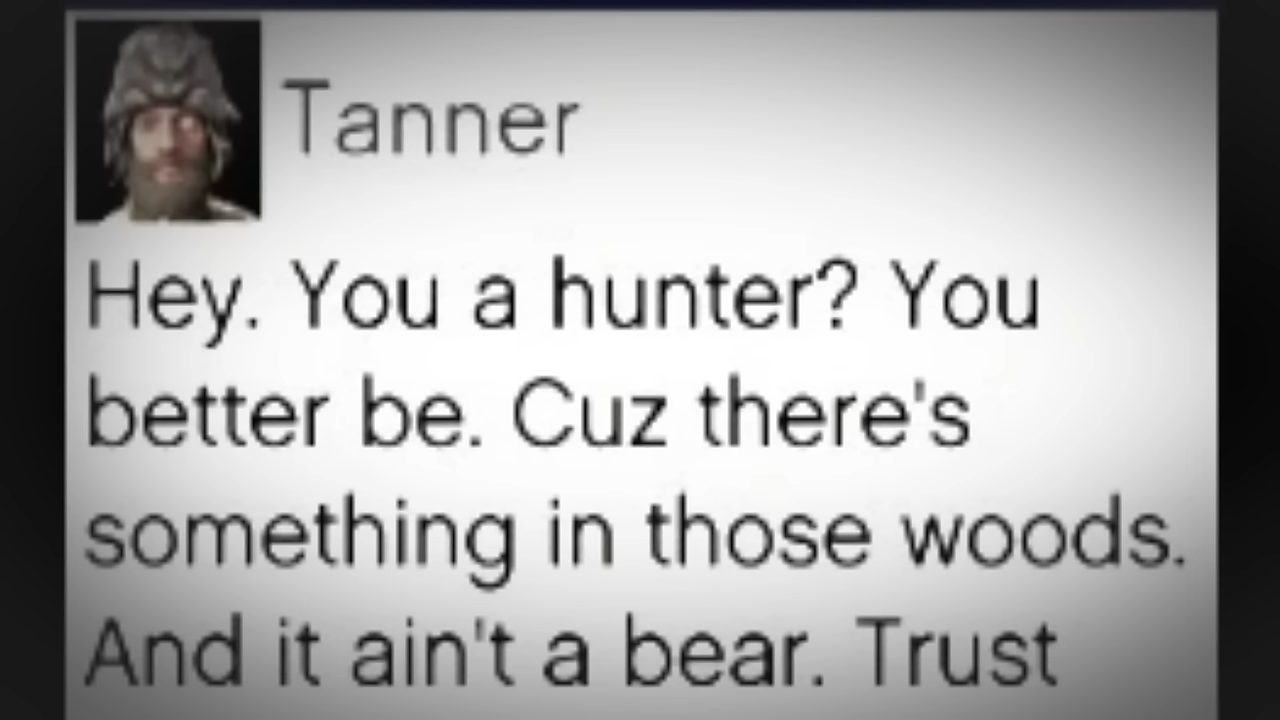 Tanner
Hey. You a hunter? You
better be. Cuz there's
something in those woods.
And it ain't a bear. Trust